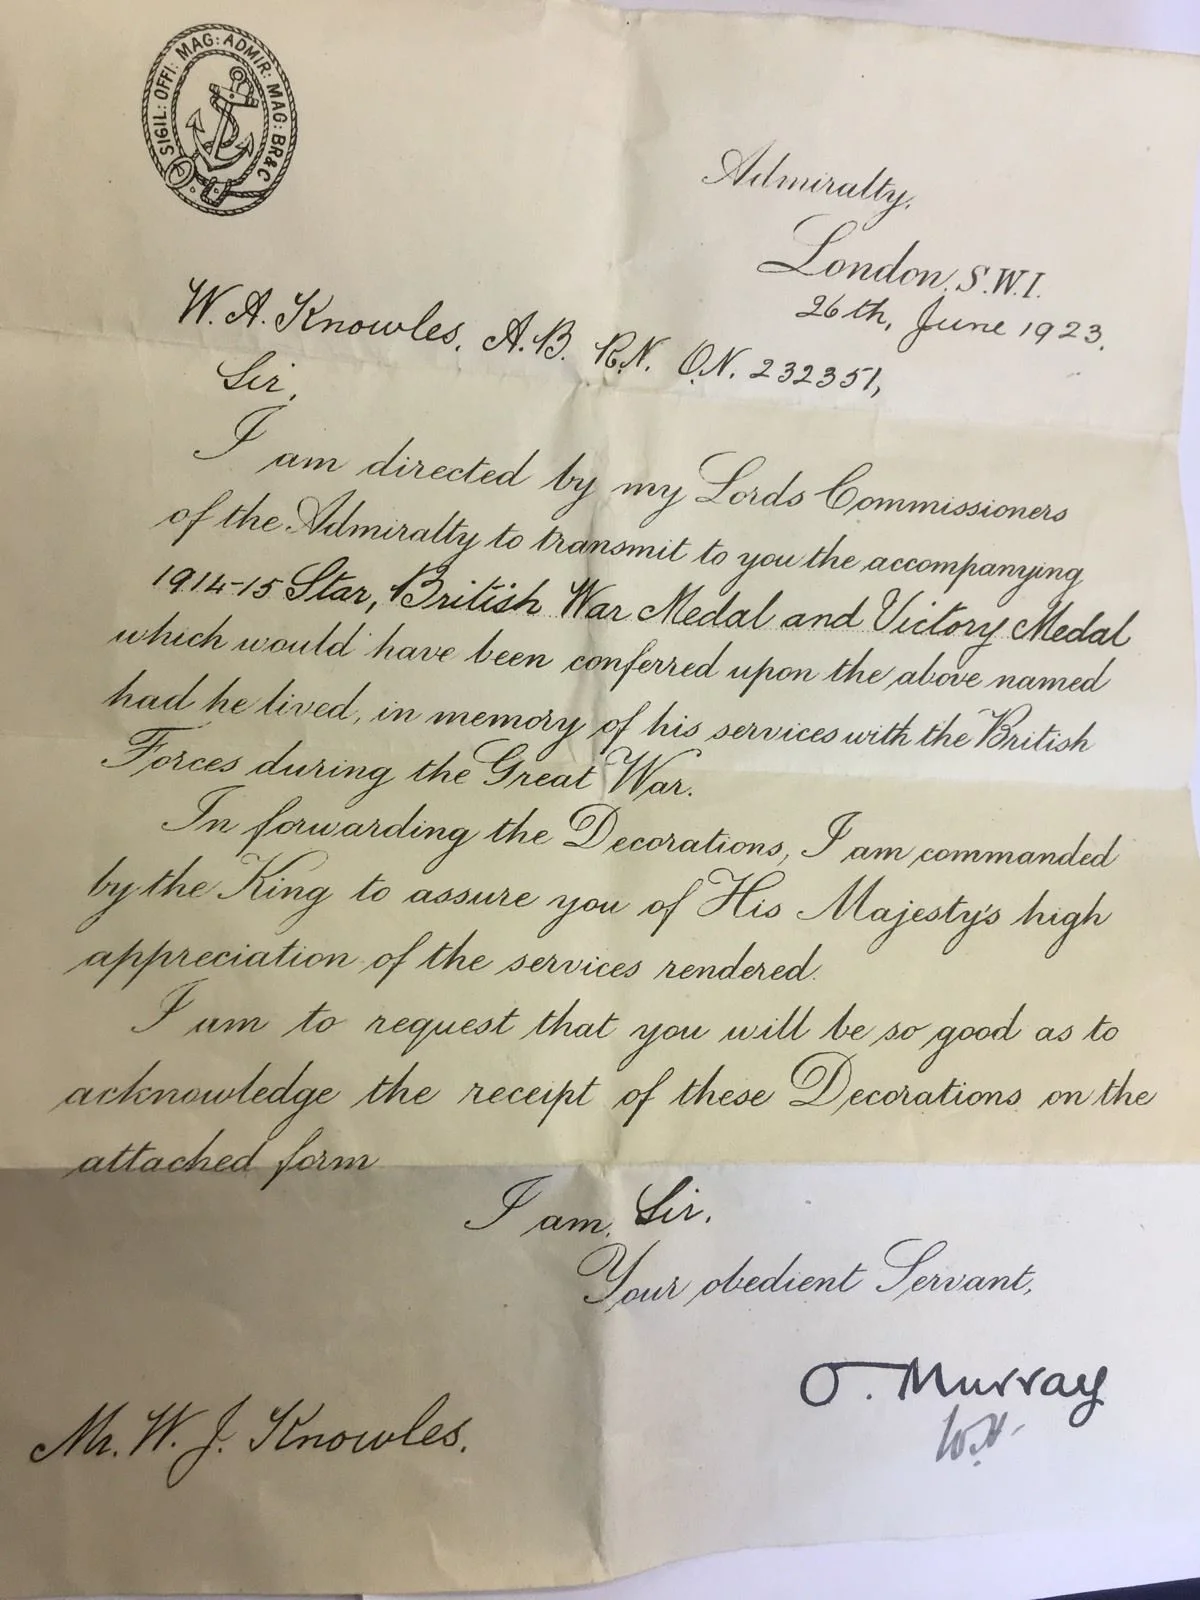 SIGIL: OFFI: MAG: ADMIR: MAG: BR&C
Admiralty,
London, S.W.1.
26th, June 1923.
W. A. Knowles, A.B. R.N. O.N. 232351,
Sir,
I am directed by my Lords Commissioners
of the Admiralty to transmit to you the accompanying
1914-15 Star, British War Medal and Victory Medal
which would have been conferred upon the above named
had he lived, in memory of his services with the British
Forces during the Great War.
In forwarding the Decorations, I am commanded
by the King to assure you of His Majesty's high
appreciation of the services rendered.
I am to request that you will be so good as to
acknowledge the receipt of these Decorations on the
attached form
I am, Sir,
Your obedient Servant,
O. Murray
Mr. W. J. Knowles.